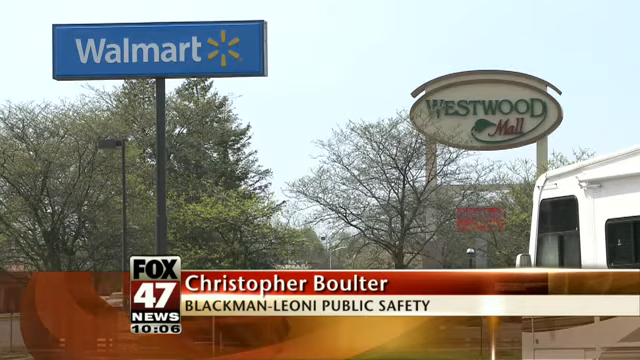 Walmart
WESTWOOD
Mall
FOX
47
NEWS
10:06
Christopher Boulter
BLACKMAN-LEONI PUBLIC SAFETY